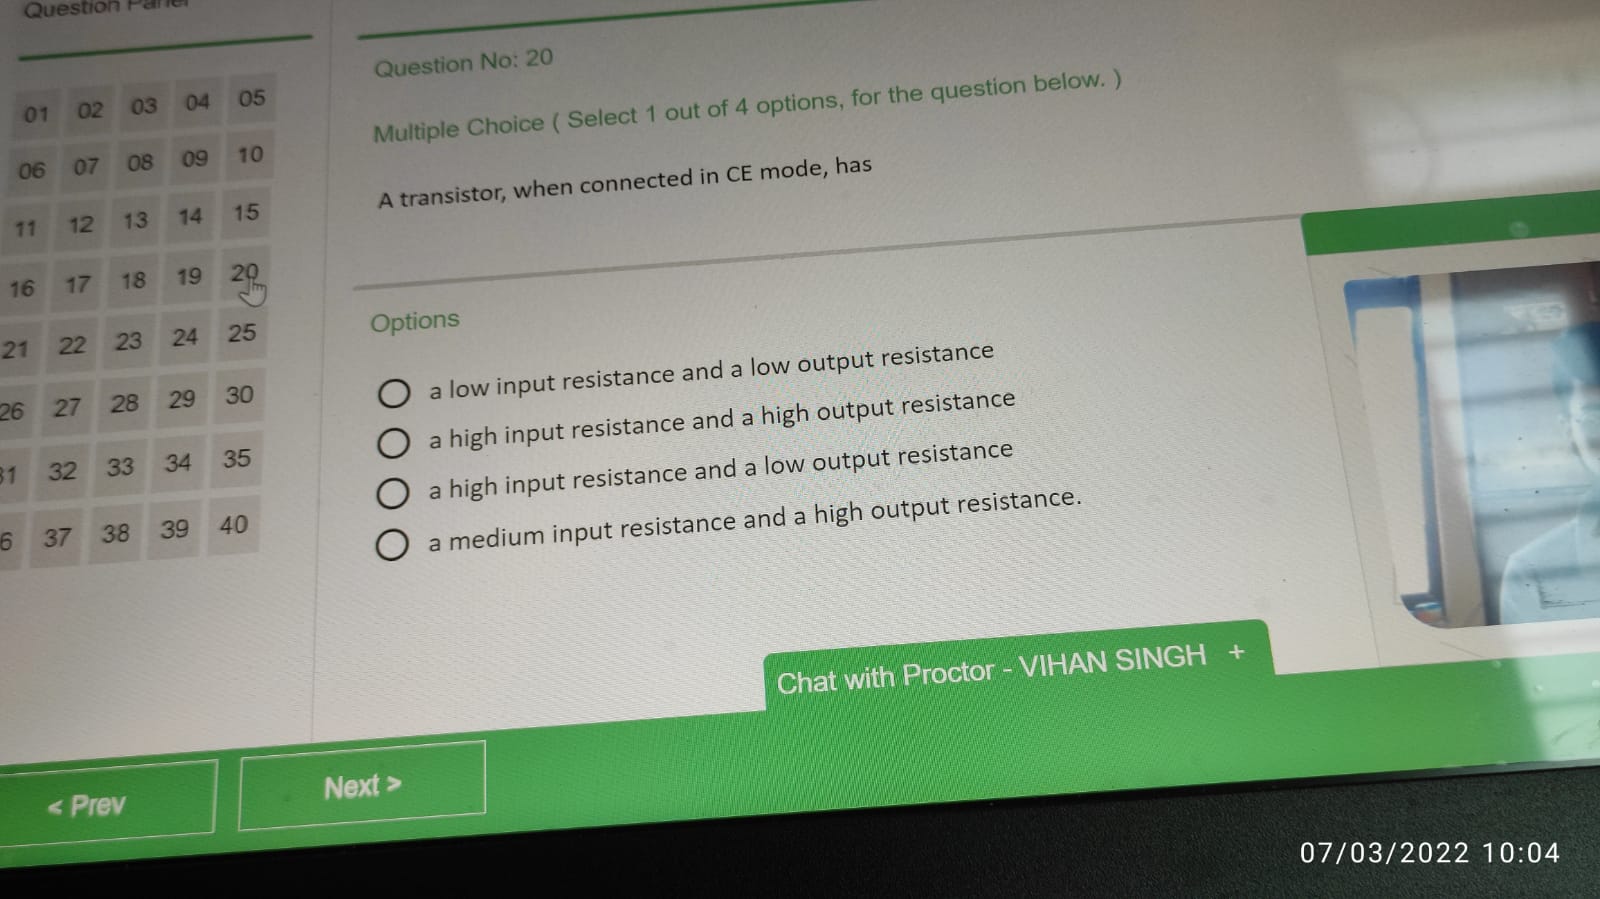 Question Panel
01 02 03 04 05
06 07 08 09 10
11 12 13 14 15
16 17 18 19 20
21 22 23 24 25
26 27 28 29 30
31 32 33 34 35
6 37 38 39 40
Question No: 20
Multiple Choice ( Select 1 out of 4 options, for the question below. )
A transistor, when connected in CE mode, has
Options
a low input resistance and a low output resistance
a high input resistance and a high output resistance
a high input resistance and a low output resistance
a medium input resistance and a high output resistance.
Chat with Proctor - VIHAN SINGH +
< Prev
Next >
07/03/2022 10:04